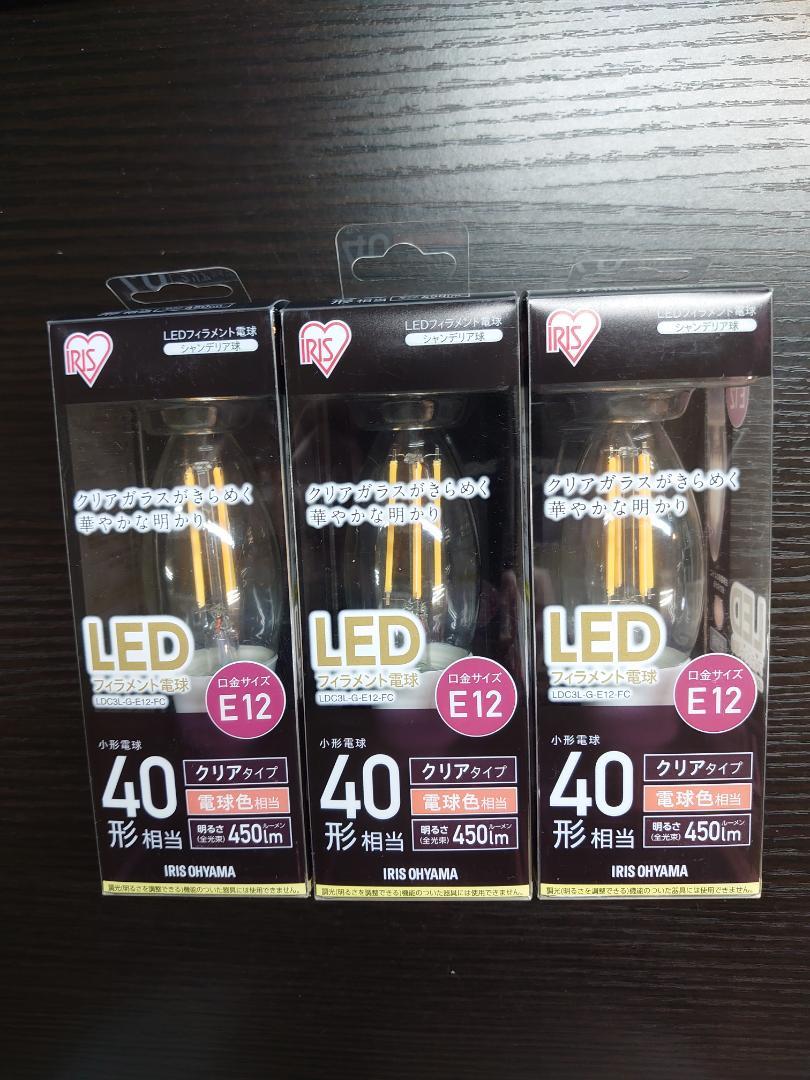 IRIS
LEDフィラメント電球
シャンデリア球
クリアガラスがきらめく
華やかな明かり
LED
フィラメント電球
LDC3L-G-E12-FC
口金サイズ
E12
小形電球
40
形相当
クリアタイプ
電球色相当
明るさ(全光束) 450lm ルーメン
IRIS OHYAMA
調光(明るさを調整できる)機能のついた器具には使用できません。
IRIS
LEDフィラメント電球
シャンデリア球
クリアガラスがきらめく
華やかな明かり
LED
フィラメント電球
LDC3L-G-E12-FC
口金サイズ
E12
小形電球
40
形相当
クリアタイプ
電球色相当
明るさ(全光束) 450lm ルーメン
IRIS OHYAMA
調光(明るさを調整できる)機能のついた器具には使用できません。
IRIS
LEDフィラメント電球
シャンデリア球
クリアガラスがきらめく
華やかな明かり
LED
フィラメント電球
LDC3L-G-E12-FC
口金サイズ
E12
小形電球
40
形相当
クリアタイプ
電球色相当
明るさ(全光束) 450lm ルーメン
IRIS OHYAMA
調光(明るさを調整できる)機能のついた器具には使用できません。